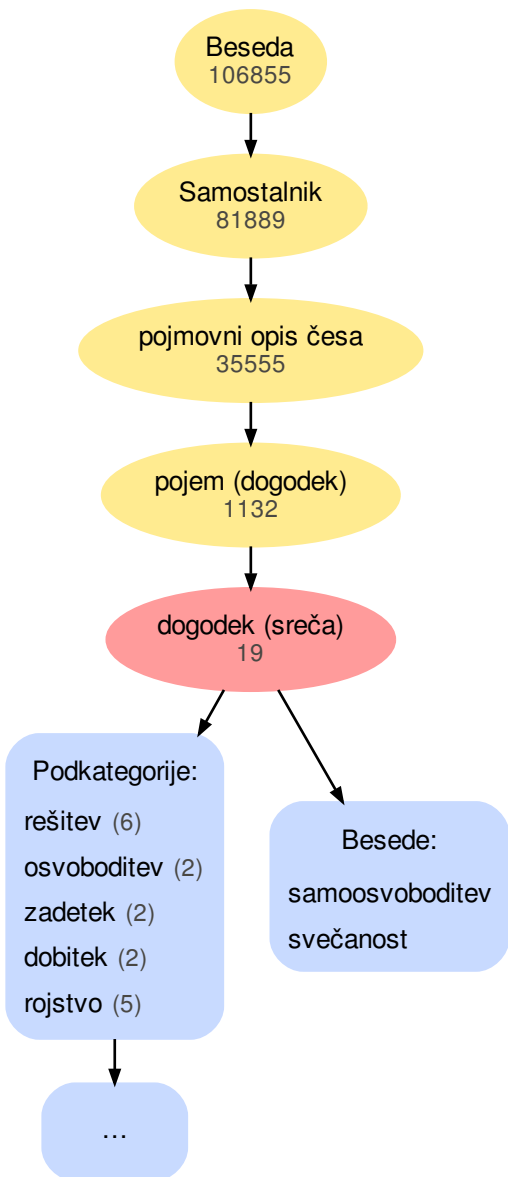 Beseda
106855
Samostalnik
81889
pojmovni opis česa
35555
pojem (dogodek)
1132
dogodek (sreča)
19
Podkategorije:
rešitev (6)
osvoboditev (2)
zadetek (2)
dobitek (2)
rojstvo (5)
Besede:
samoosvoboditev
svečanost
...